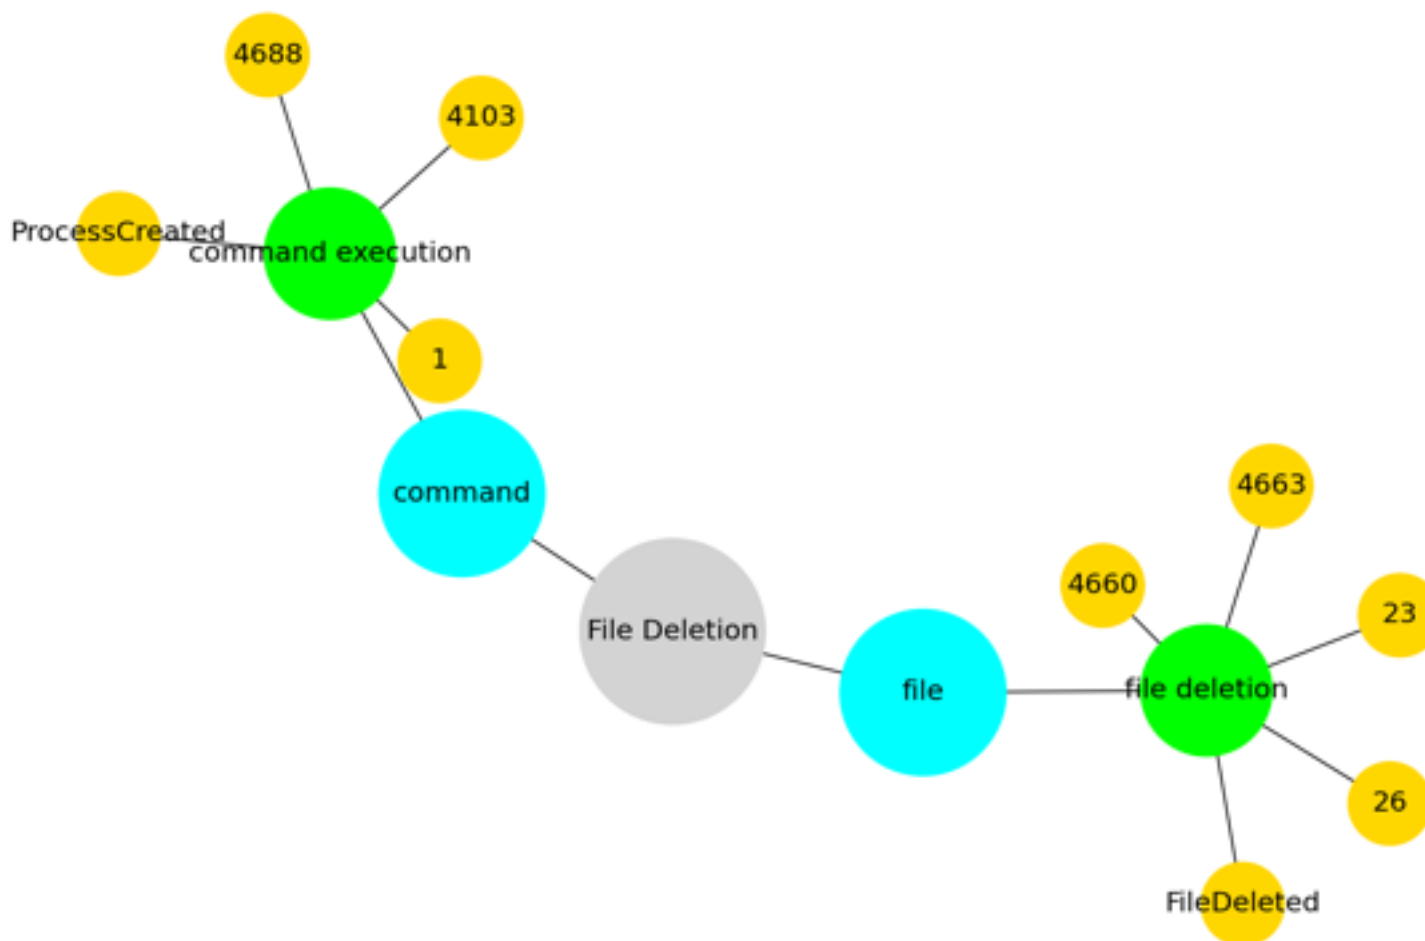 4688
4103
ProcessCreated
command execution
1
command
4663
4660
23
File Deletion
file
file deletion
26
FileDeleted